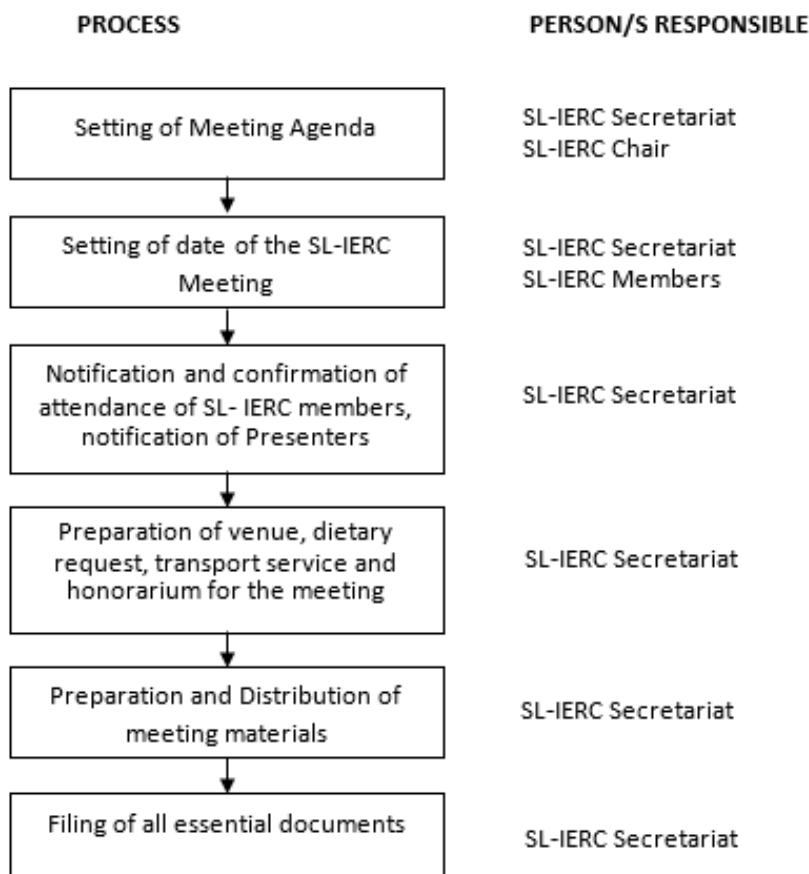 PROCESS
PERSON/S RESPONSIBLE
Setting of Meeting Agenda
SL-IERC Secretariat
SL-IERC Chair
Setting of date of the SL-IERC
Meeting
SL-IERC Secretariat
SL-IERC Members
Notification and confirmation of
attendance of SL- IERC members,
notification of Presenters
SL-IERC Secretariat
Preparation of venue, dietary
request, transport service and
honorarium for the meeting
SL-IERC Secretariat
Preparation and Distribution of
meeting materials
SL-IERC Secretariat
Filing of all essential documents
SL-IERC Secretariat